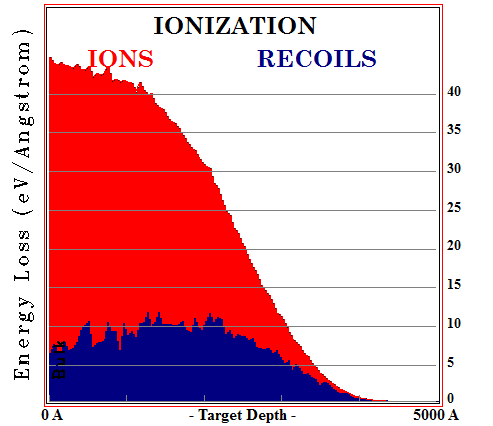 IONIZATION
IONS RECOILS
Energy Loss (eV/Angstrom)
40
35
30
25
20
15
10
5
0
Bulk
0 A - Target Depth - 5000 A